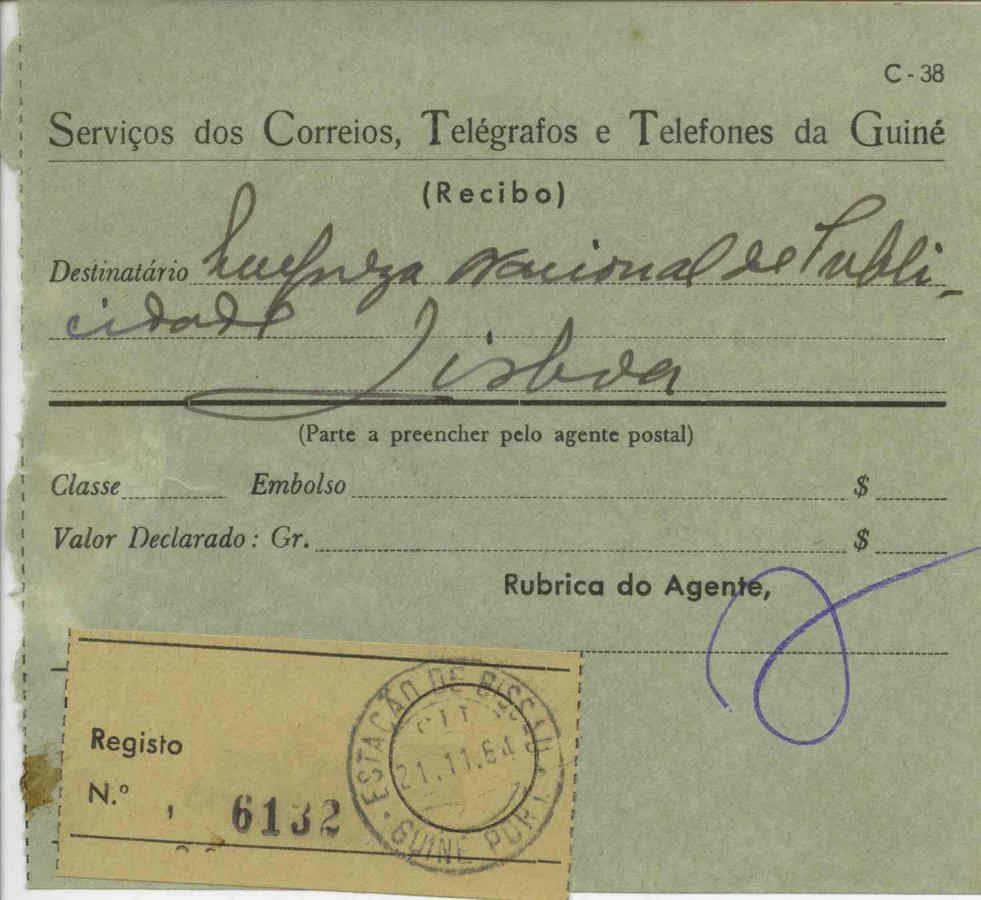 C - 38
Serviços dos Correios, Telégrafos e Telefones da Guiné
(Recibo)
Destinatário Empreza Nacional de Publi-
cidade
Lisboa
(Parte a preencher pelo agente postal)
Classe Embolso $
Valor Declarado: Gr. $
Rubrica do Agente,
Registo
N.º 6132
ESTAÇÃO DE BISSAU
CTT
21.11.64
GUINÉ PORT